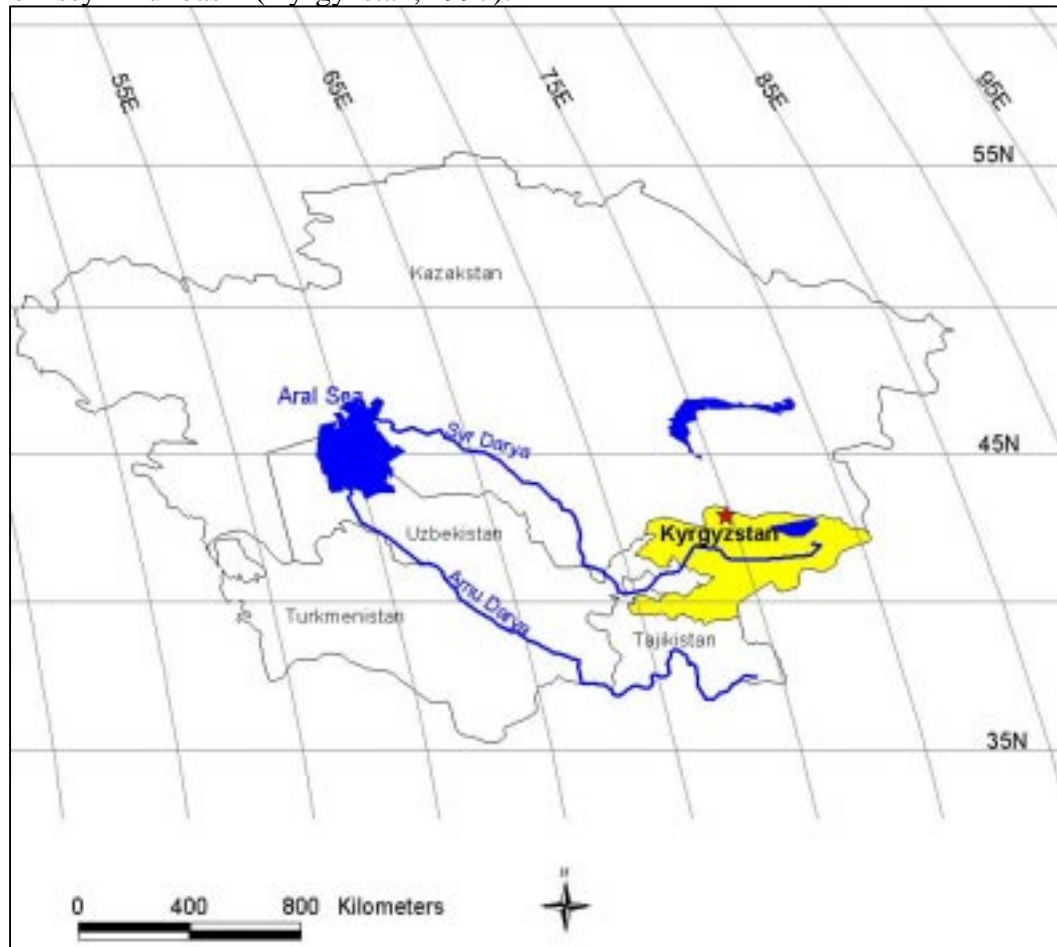 55E
65E
75E
85E
95E
55N
Kazakstan
Aral Sea
Syr Darya
45N
Uzbekistan
Kyrgyzstan
Amu Darya
Turkmenistan
Tajikistan
35N
N
0 400 800 Kilometers